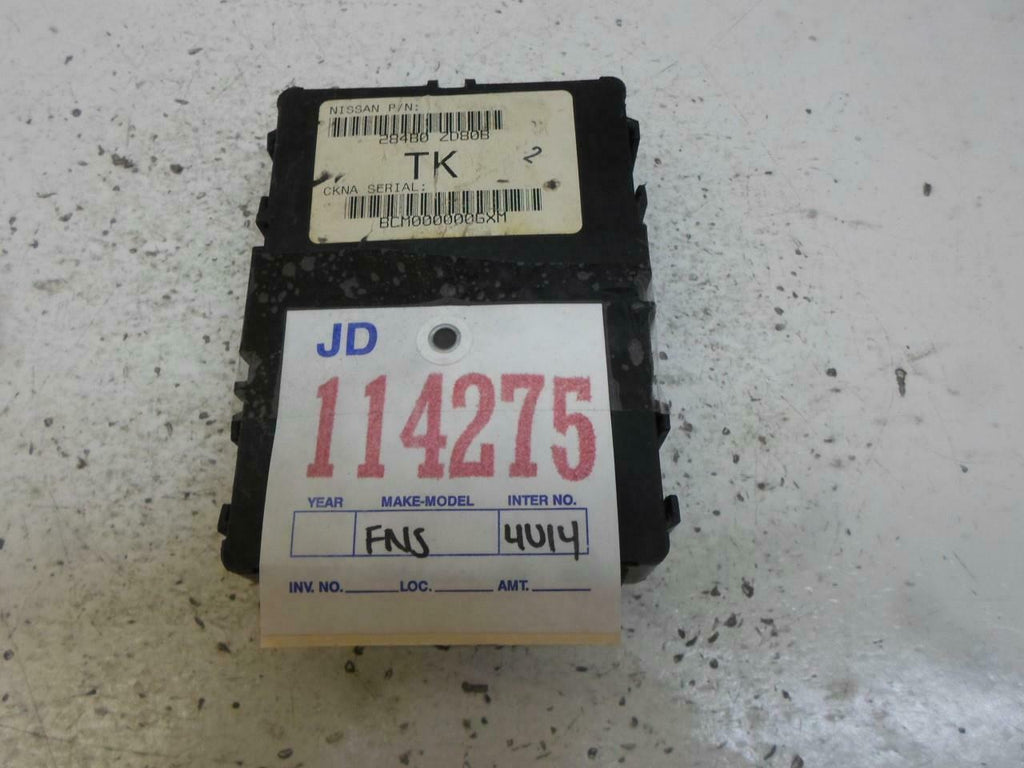 NISSAN P/N:
284B0 ZD80B
TK 2
CKNA SERIAL:
BCM000000GXM
JD
114275
YEAR MAKE-MODEL INTER NO.
FNS 4U14
INV. NO. LOC. AMT.